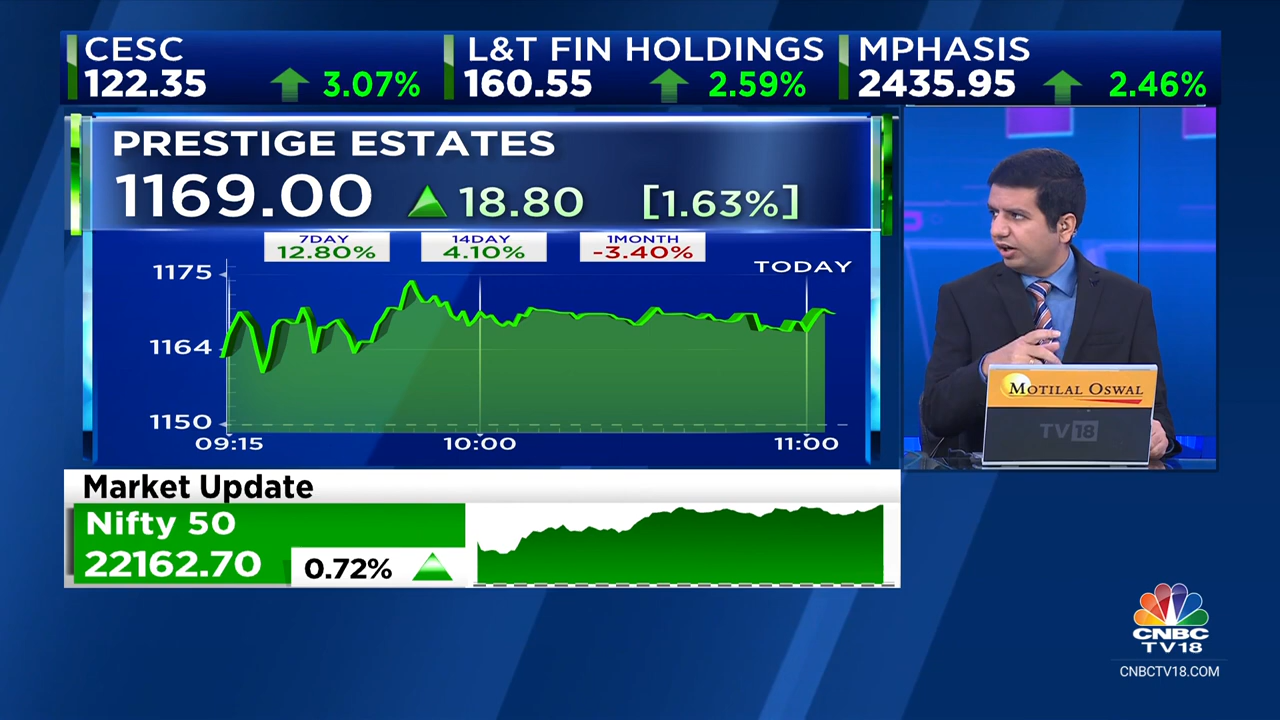 CESC
122.35 3.07%
L&T FIN HOLDINGS
160.55 2.59%
MPHASIS
2435.95 2.46%
PRESTIGE ESTATES
1169.00 18.80 [1.63%]
7DAY
12.80%
14DAY
4.10%
1MONTH
-3.40%
TODAY
1175
1164
1150
09:15 10:00 11:00
MOTILAL OSWAL
TV18
Market Update
Nifty 50
22162.70 0.72%
CNBC
TV18
CNBCTV18.COM